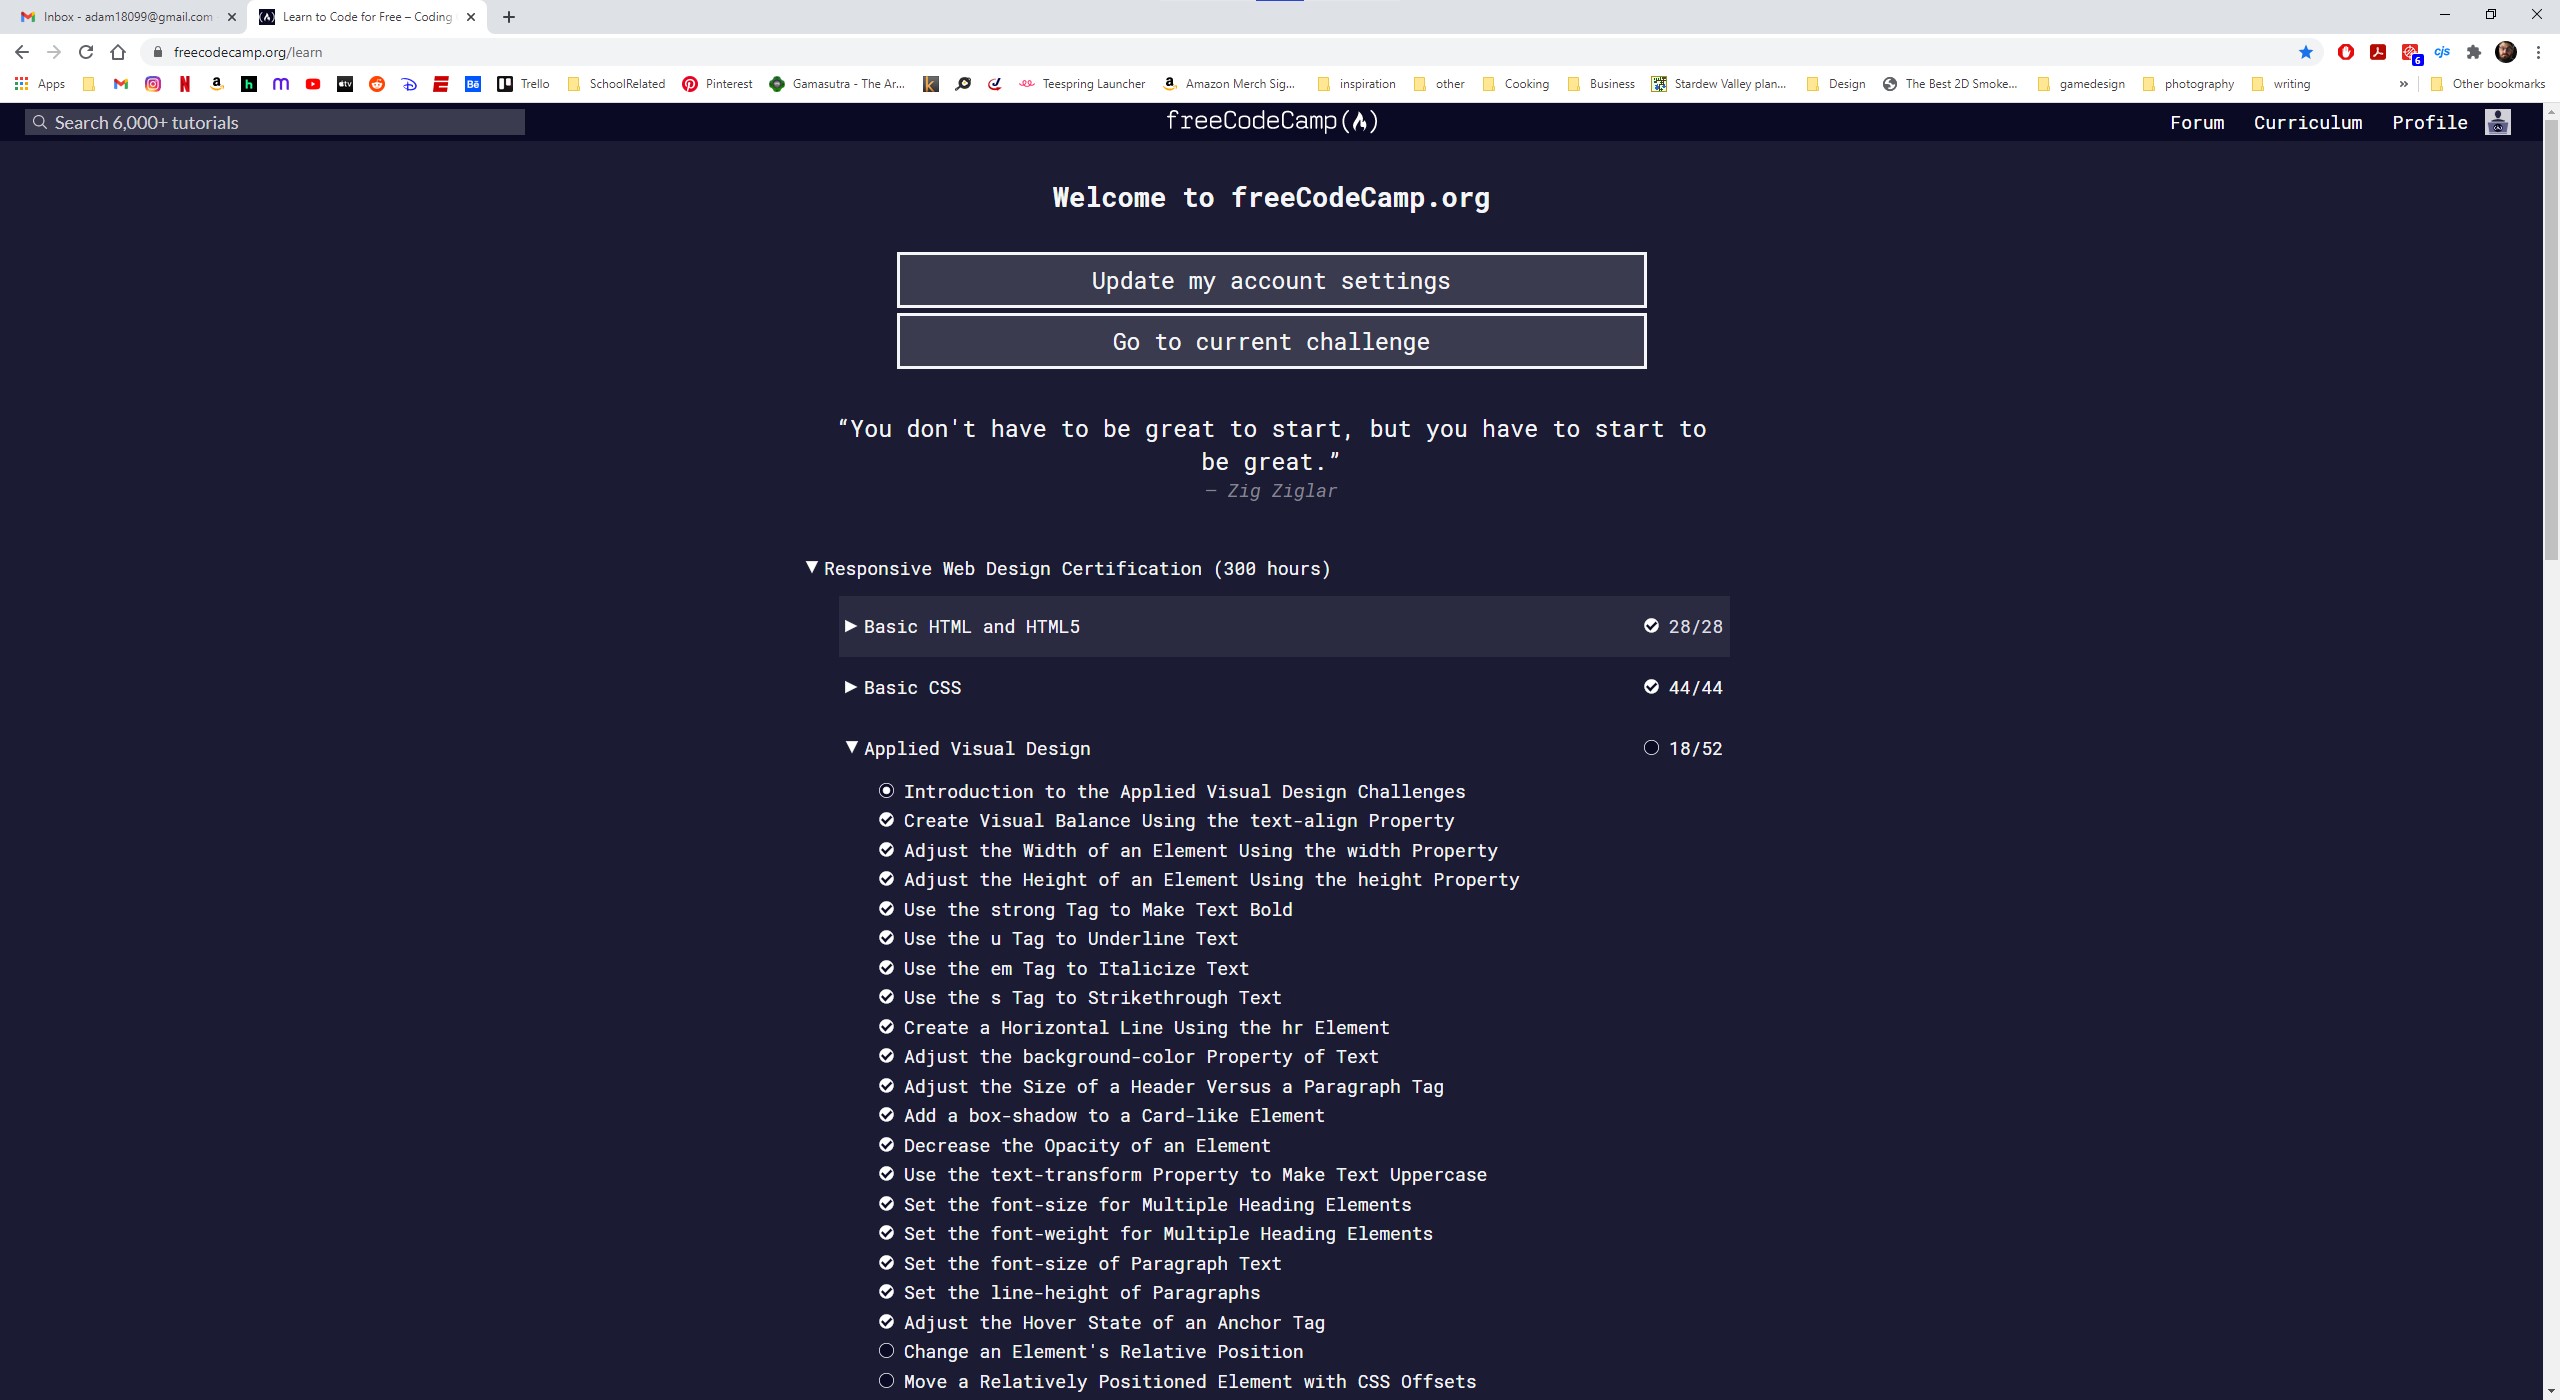 Inbox - adam18099@gmail.com
Learn to Code for Free – Coding
freecodecamp.org/learn
6
cjs
Apps
Trello
SchoolRelated
Pinterest
Gamasutra - The Ar...
Teespring Launcher
Amazon Merch Sig...
inspiration
other
Cooking
Business
Stardew Valley plan...
Design
The Best 2D Smoke...
gamedesign
photography
writing
»
Other bookmarks
Search 6,000+ tutorials
freeCodeCamp
Forum
Curriculum
Profile
Welcome to freeCodeCamp.org
Update my account settings
Go to current challenge
“You don't have to be great to start, but you have to start to
be great.”
— Zig Ziglar
Responsive Web Design Certification (300 hours)
Basic HTML and HTML5 28/28
Basic CSS 44/44
Applied Visual Design 18/52
Introduction to the Applied Visual Design Challenges
Create Visual Balance Using the text-align Property
Adjust the Width of an Element Using the width Property
Adjust the Height of an Element Using the height Property
Use the strong Tag to Make Text Bold
Use the u Tag to Underline Text
Use the em Tag to Italicize Text
Use the s Tag to Strikethrough Text
Create a Horizontal Line Using the hr Element
Adjust the background-color Property of Text
Adjust the Size of a Header Versus a Paragraph Tag
Add a box-shadow to a Card-like Element
Decrease the Opacity of an Element
Use the text-transform Property to Make Text Uppercase
Set the font-size for Multiple Heading Elements
Set the font-weight for Multiple Heading Elements
Set the font-size of Paragraph Text
Set the line-height of Paragraphs
Adjust the Hover State of an Anchor Tag
Change an Element's Relative Position
Move a Relatively Positioned Element with CSS Offsets